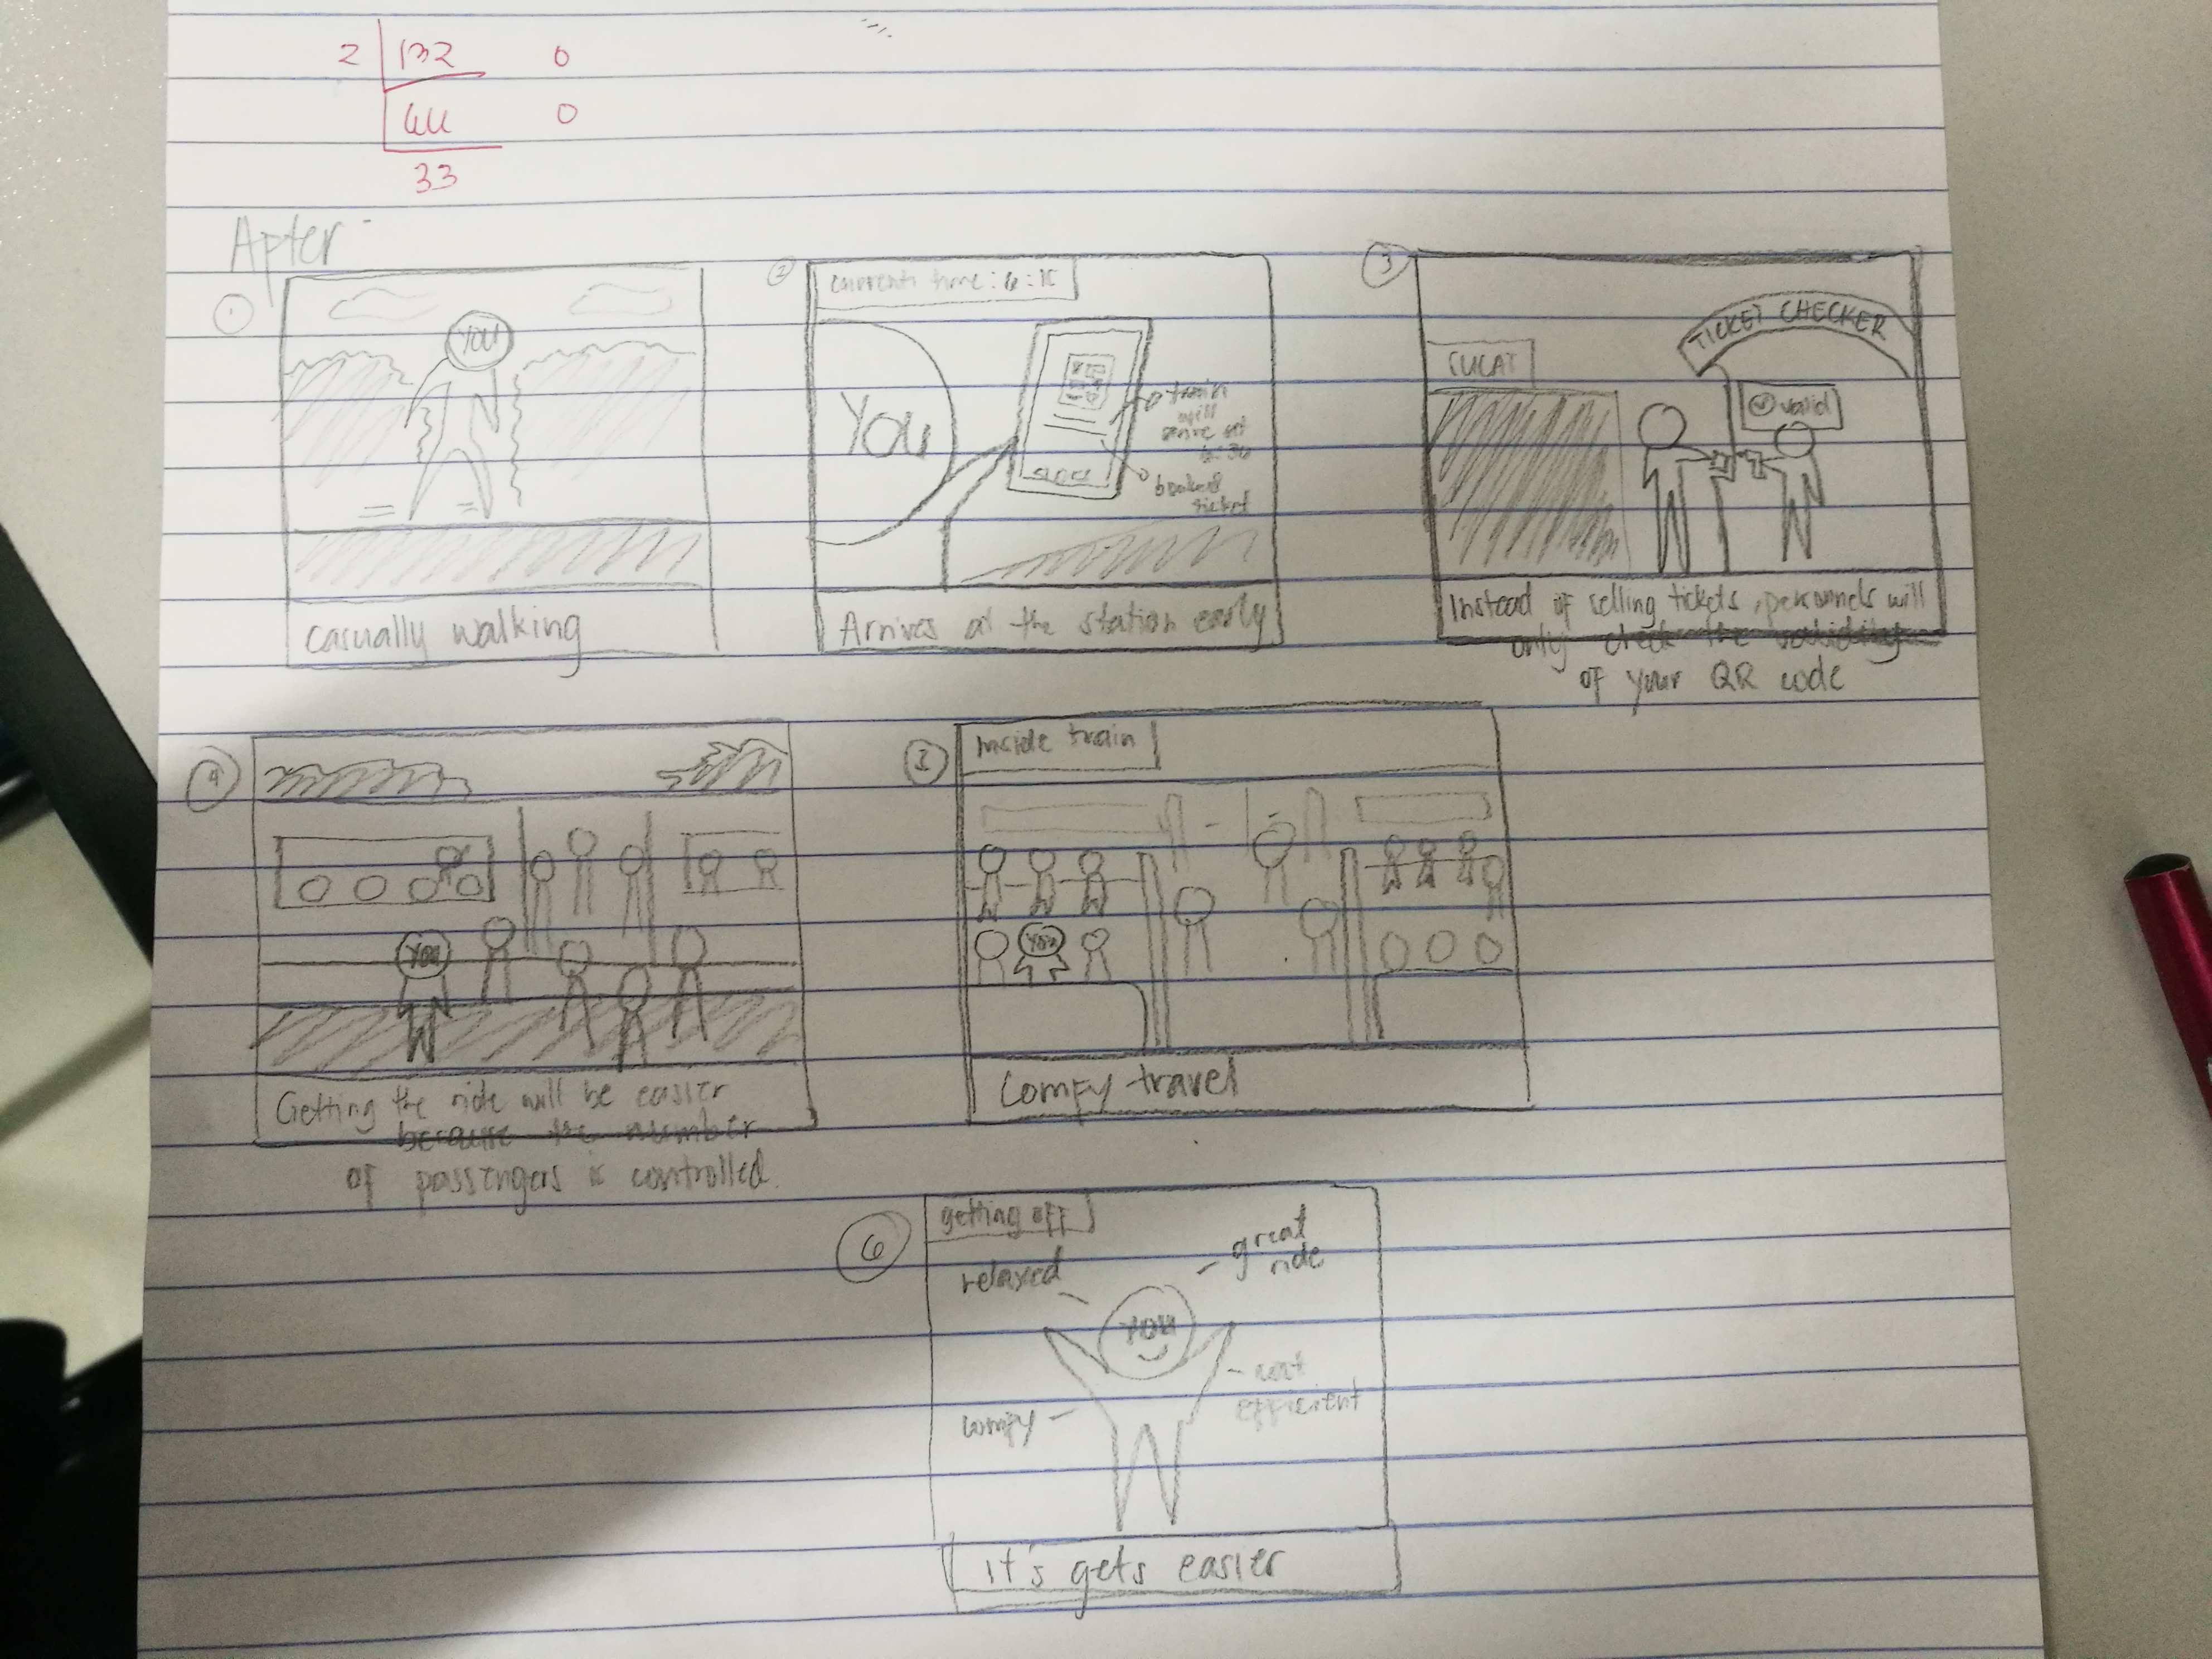 2 132 0
66 0
33
After
1
YOU
casually walking
2
current time: 6:15
YOU
train
will
arrive at
6:30
booked
ticket
Arrives at the station early
3
TICKET CHECKER
SUCAT
valid
Instead of selling tickets, personnels will
only check the validity
of your QR code
4
YOU
Getting the ride will be easier
because the number
of passengers is controlled.
5
Inside train
YOU
Comfy travel
6
getting off
relaxed
great
ride
YOU
comfy
cost
efficient
it's gets easier